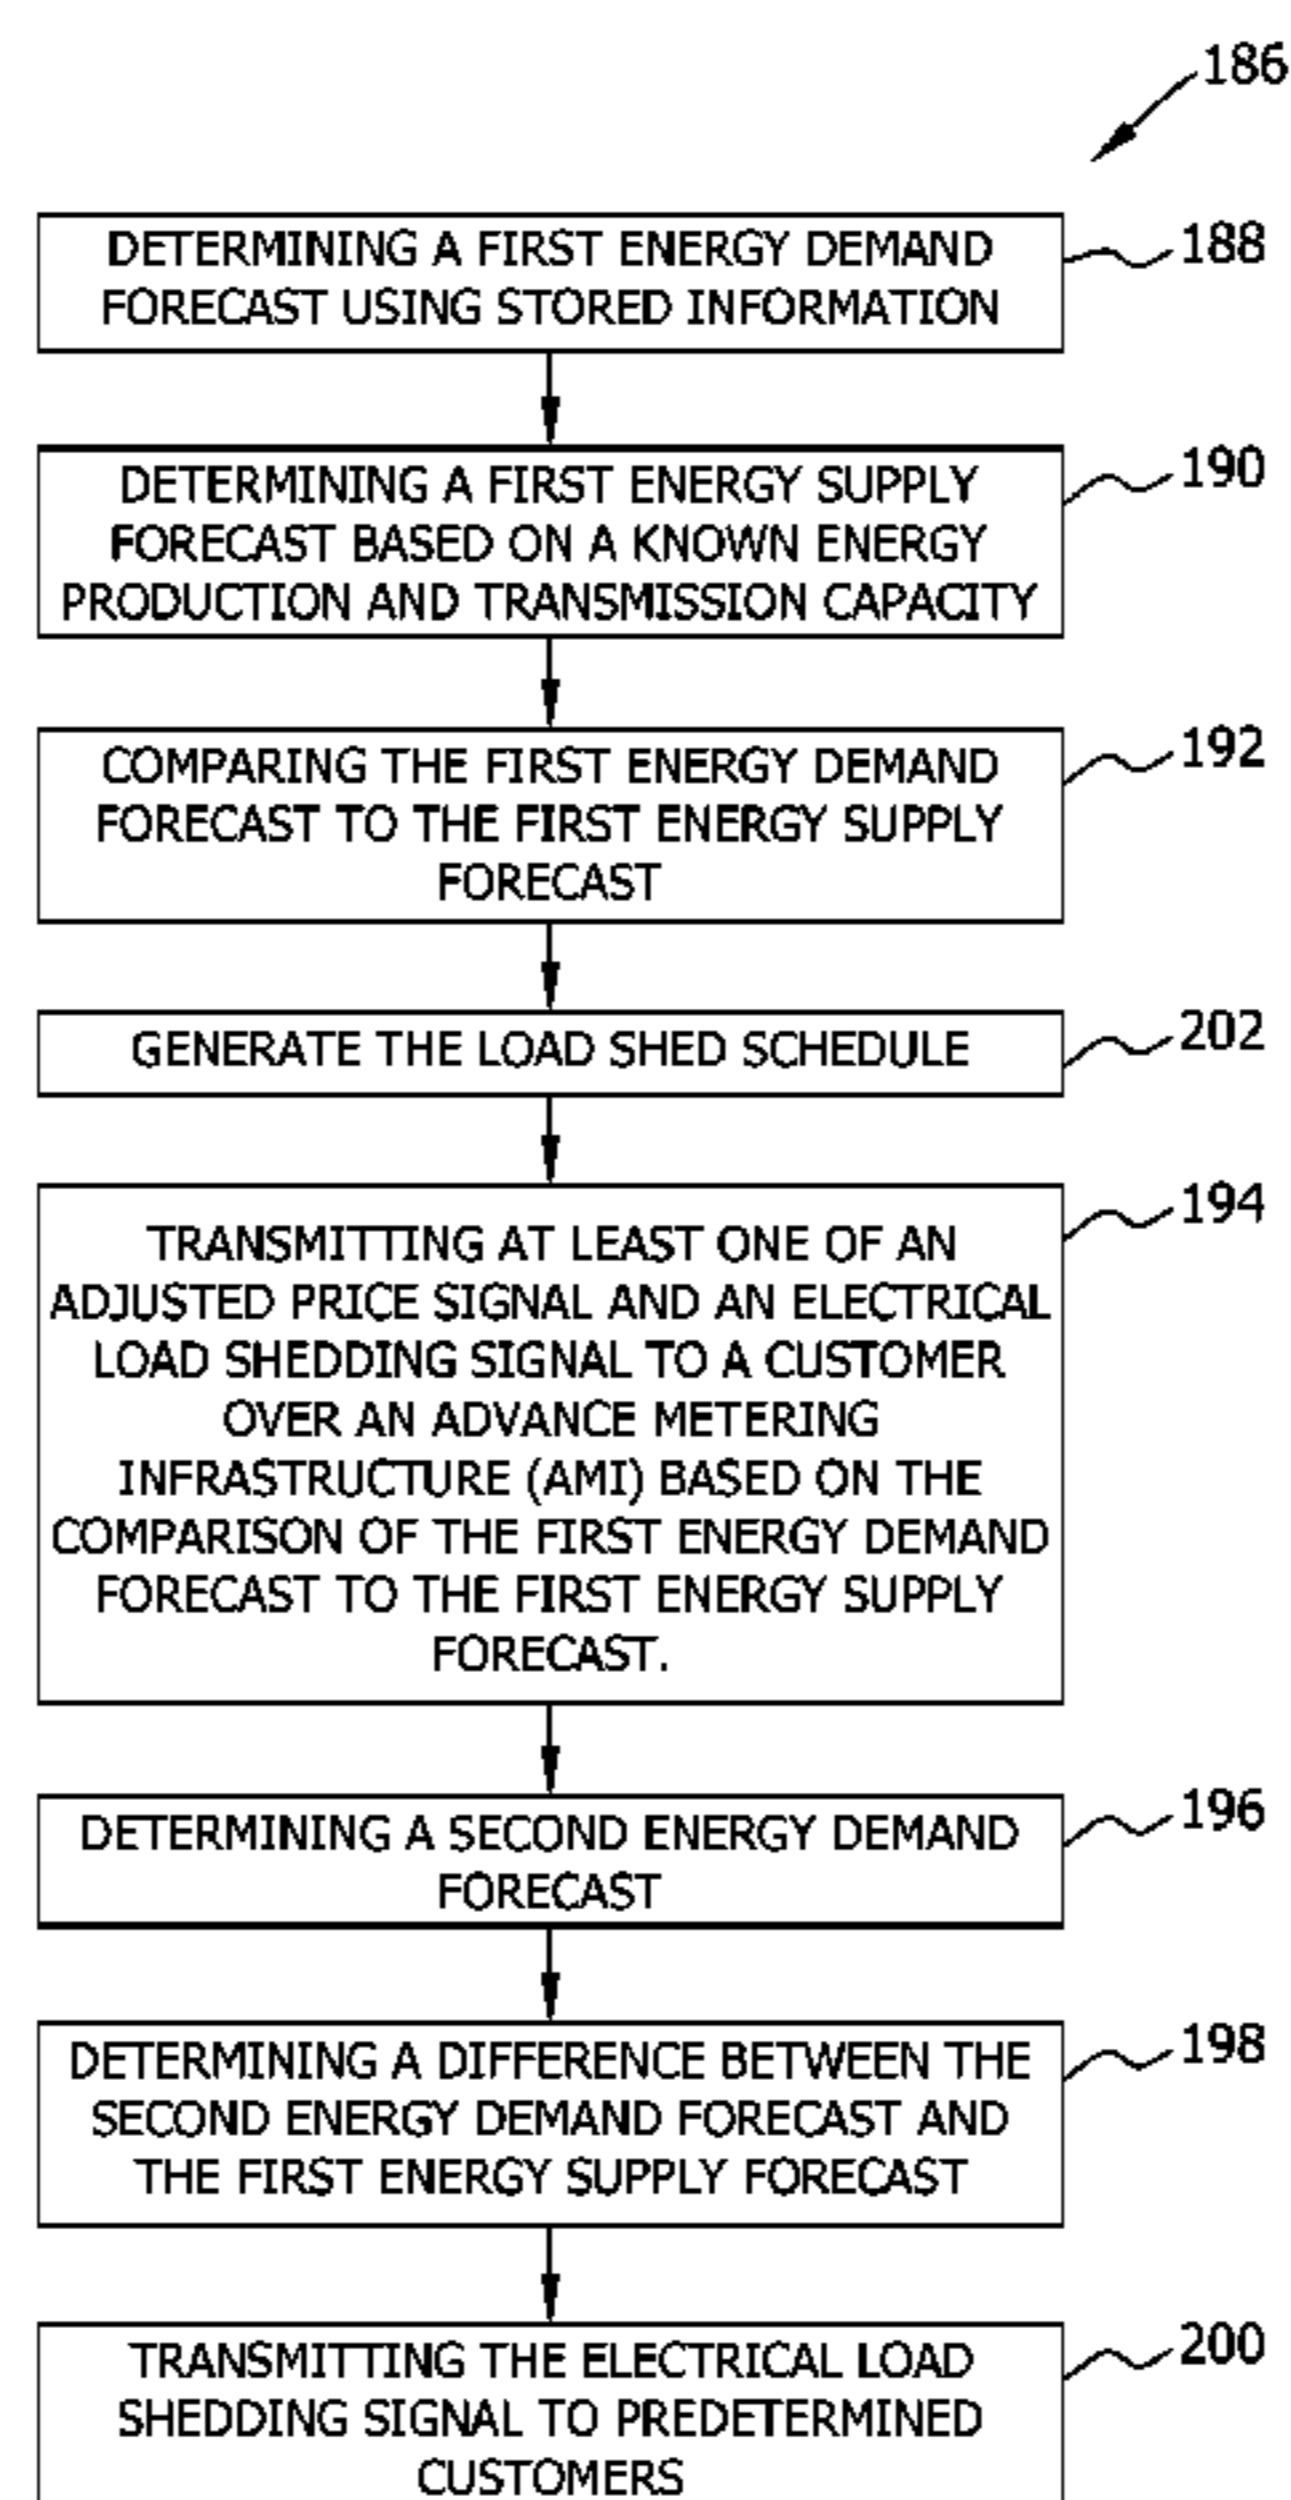 186
DETERMINING A FIRST ENERGY DEMAND
FORECAST USING STORED INFORMATION
188
DETERMINING A FIRST ENERGY SUPPLY
FORECAST BASED ON A KNOWN ENERGY
PRODUCTION AND TRANSMISSION CAPACITY
190
COMPARING THE FIRST ENERGY DEMAND
FORECAST TO THE FIRST ENERGY SUPPLY
FORECAST
192
GENERATE THE LOAD SHED SCHEDULE
202
TRANSMITTING AT LEAST ONE OF AN
ADJUSTED PRICE SIGNAL AND AN ELECTRICAL
LOAD SHEDDING SIGNAL TO A CUSTOMER
OVER AN ADVANCE METERING
INFRASTRUCTURE (AMI) BASED ON THE
COMPARISON OF THE FIRST ENERGY DEMAND
FORECAST TO THE FIRST ENERGY SUPPLY
FORECAST.
194
DETERMINING A SECOND ENERGY DEMAND
FORECAST
196
DETERMINING A DIFFERENCE BETWEEN THE
SECOND ENERGY DEMAND FORECAST AND
THE FIRST ENERGY SUPPLY FORECAST
198
TRANSMITTING THE ELECTRICAL LOAD
SHEDDING SIGNAL TO PREDETERMINED
CUSTOMERS
200